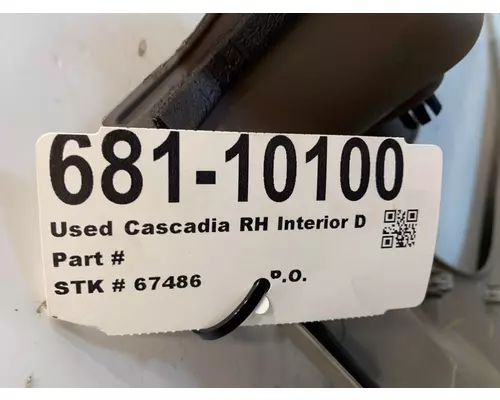 681-10100
Used Cascadia RH Interior D
Part #
STK # 67486 P.O.